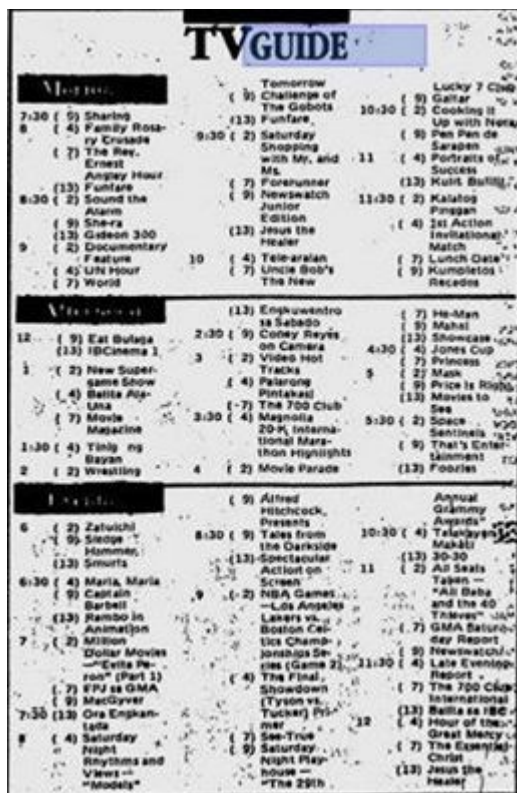 TV GUIDE
Morning
7:30 ( 9) Sharing
8 ( 4) Family Rosa-
ry Crusade
( 7) The Rev.
Ernest
Angley Hour
(13) Funfare
8:30 ( 2) Sound the
Alarm
( 9) She-ra
(13) Gideon 300
9 ( 2) Documentary
Feature
( 4) UN Hour
( 7) World
Tomorrow
( 9) Challenge of
The Gobots
(13) Funfare
9:30 ( 2) Saturday
Shopping
with Mr. and
Ms.
( 7) Forerunner
( 9) Newswatch
Junior
Edition
(13) Jesus the
Healer
10 ( 4) Tele-aralan
( 7) Uncle Bob's
The New
Lucky 7 Club
( 9) Galtar
10:30 ( 2) Cooking It
Up with Nora
( 9) Pen Pen de
Sarapen
11 ( 4) Portraits of
Success
(13) Kulit Bulilit
11:30 ( 2) Kalatog
Pinggan
( 4) 1st Action
Invitational
Match
( 7) Lunch Date
( 9) Kumpletos
Recados
Afternoon
12 ( 9) Eat Bulaga
(13) IBCinema 1
1 ( 2) New Super-
game Show
( 4) Balita Ala-
Una
( 7) Movie
Magazine
1:30 ( 4) Tinig ng
Bayan
2 ( 2) Wrestling
(13) Engkuwentro
sa Sabado
2:30 ( 9) Coney Reyes
on Camera
3 ( 2) Video Hot
Tracks
( 4) Palarong
Pintakasi
(-7) The 700 Club
3:30 ( 4) Magnolia
20-K Interna-
tional Mara-
thon Highlights
4 ( 2) Movie Parade
( 7) He-Man
( 9) Mahal
(13) Showcase
4:30 ( 4) Jones Cup
( 7) Princess
5 ( 2) Mask
( 9) Price Is Right
(13) Movies to
See
5:30 ( 2) Space
Sentinels
( 9) That's Enter-
tainment
(13) Foozles
Evening
6 ( 2) Zatoichi
( 9) Sledge
Hammer
(13) Smurfs
6:30 ( 4) Maria, Maria
( 9) Captain
Barbell
(13) Rambo in
Animation
7 ( 2) Million
Dollar Movies
—"Evita Pe-
ron" (Part 1)
( 7) FPJ sa GMA
( 9) MacGyver
7:30 (13) Ora Engkan-
tada
8 ( 4) Saturday
Night
Rhythms and
Views —
"Models"
( 9) Alfred
Hitchcock
Presents
8:30 ( 9) Tales from
the Darkside
(13) Spectacular
Action on
Screen
9 (-2) NBA Games
—Los Angeles
Lakers vs.
Boston Cel-
tics Champ-
ionships Se-
ries (Game 2)
( 4) The Final
Showdown
(Tyson vs.
Tucker) Pri-
mer
( 7) See-True
( 9) Saturday
Night Play-
house —
"The 29th
Annual
Grammy
Awards"
10:30 ( 4) Talakayan
Makati
(13) 30-30
11 ( 2) All Seats
Taken —
"Ali Baba
and the 40
Thieves"
( 7) GMA Satur-
day Report
( 9) Newswatch
11:30 ( 4) Late Evening
Report
( 7) The 700 Club
International
(13) Balita sa IBC
12 ( 4) Hour of the
Great Mercy
( 7) The Essential
Christ
(13) Jesus the
Healer